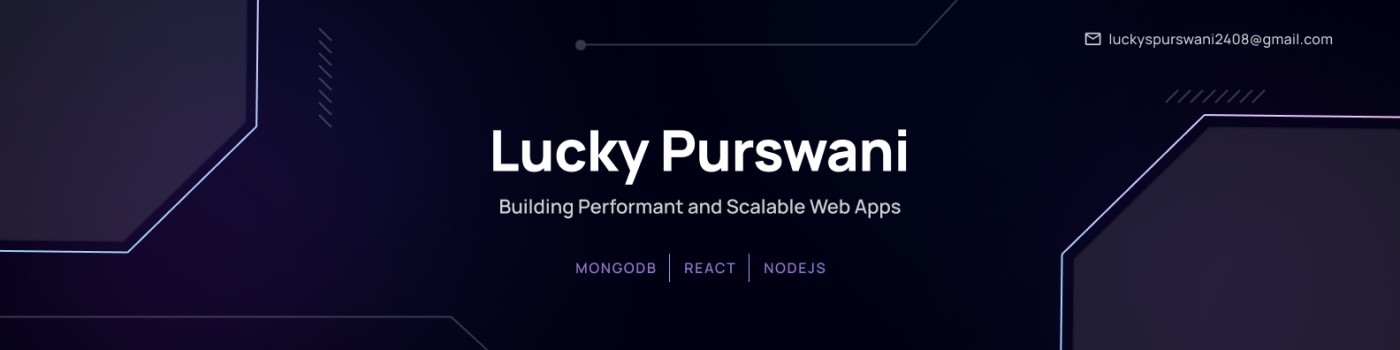 luckyspurswani2408@gmail.com
Lucky Purswani
Building Performant and Scalable Web Apps
MONGODB REACT NODEJS